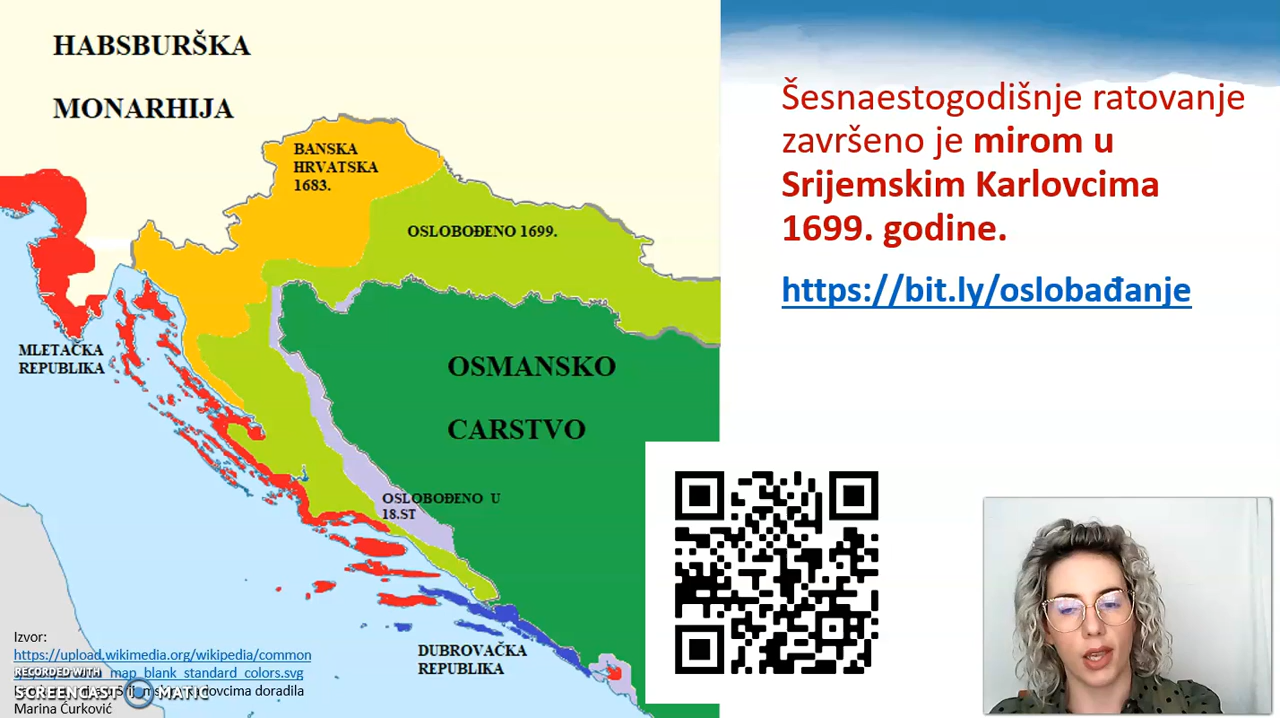 HABSBURŠKA
MONARHIJA
BANSKA
HRVATSKA
1683.
OSLOBOĐENO 1699.
MLETAČKA
REPUBLIKA
OSMANSKO
CARSTVO
OSLOBOĐENO U
18.ST
DUBROVAČKA
REPUBLIKA
Izvor:
https://upload.wikimedia.org/wikipedia/common
map_blank_standard_colors.svg
RECORDED WITH
SCREENCAST MATIC
dovcima doradila
Marina Ćurković
Šesnaestogodišnje ratovanje
završeno je mirom u
Srijemskim Karlovcima
1699. godine.
https://bit.ly/oslobađanje